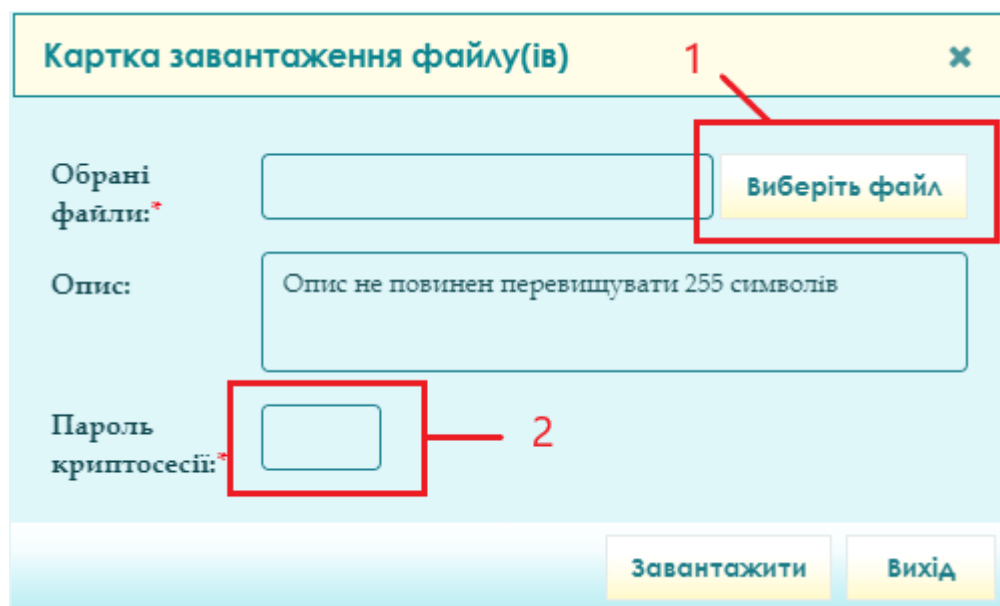 Картка завантаження файлу(ів)
1
Обрані
файли:*
Виберіть файл
Опис:
Опис не повинен перевищувати 255 символів
Пароль
криптосесії:*
2
Завантажити
Вихід